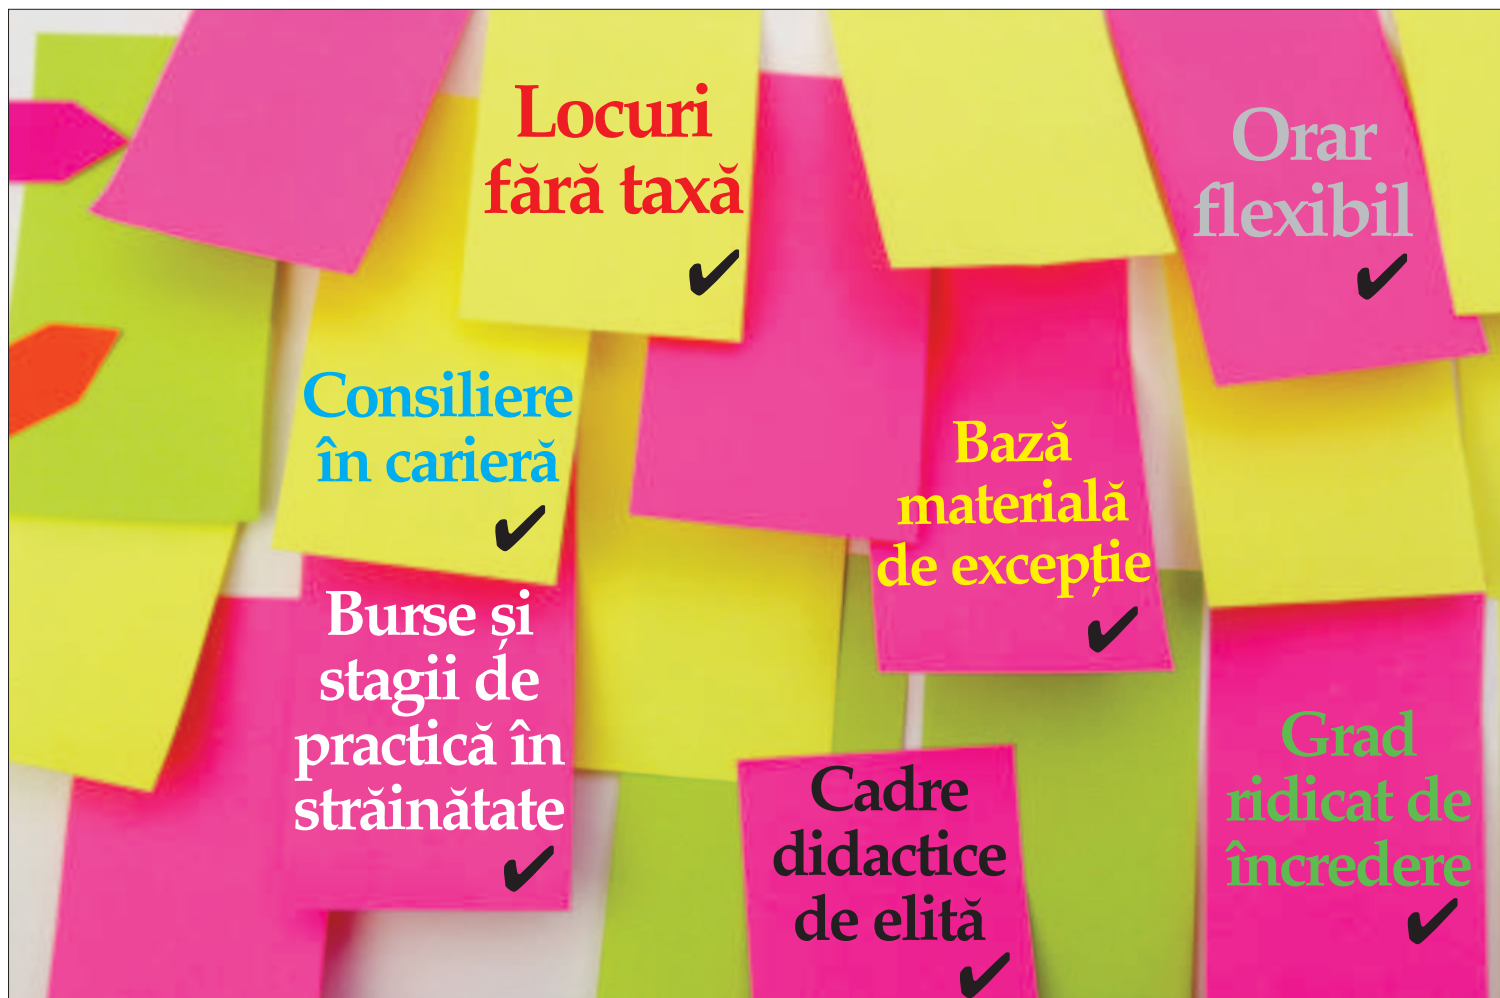 Locuri
fără taxă
✔
Orar
flexibil
✔
Consiliere
în carieră
✔
Bază
materială
de excepție
✔
Burse și
stagii de
practică în
străinătate
✔
Cadre
didactice
de elită
✔
Grad
ridicat de
încredere
✔